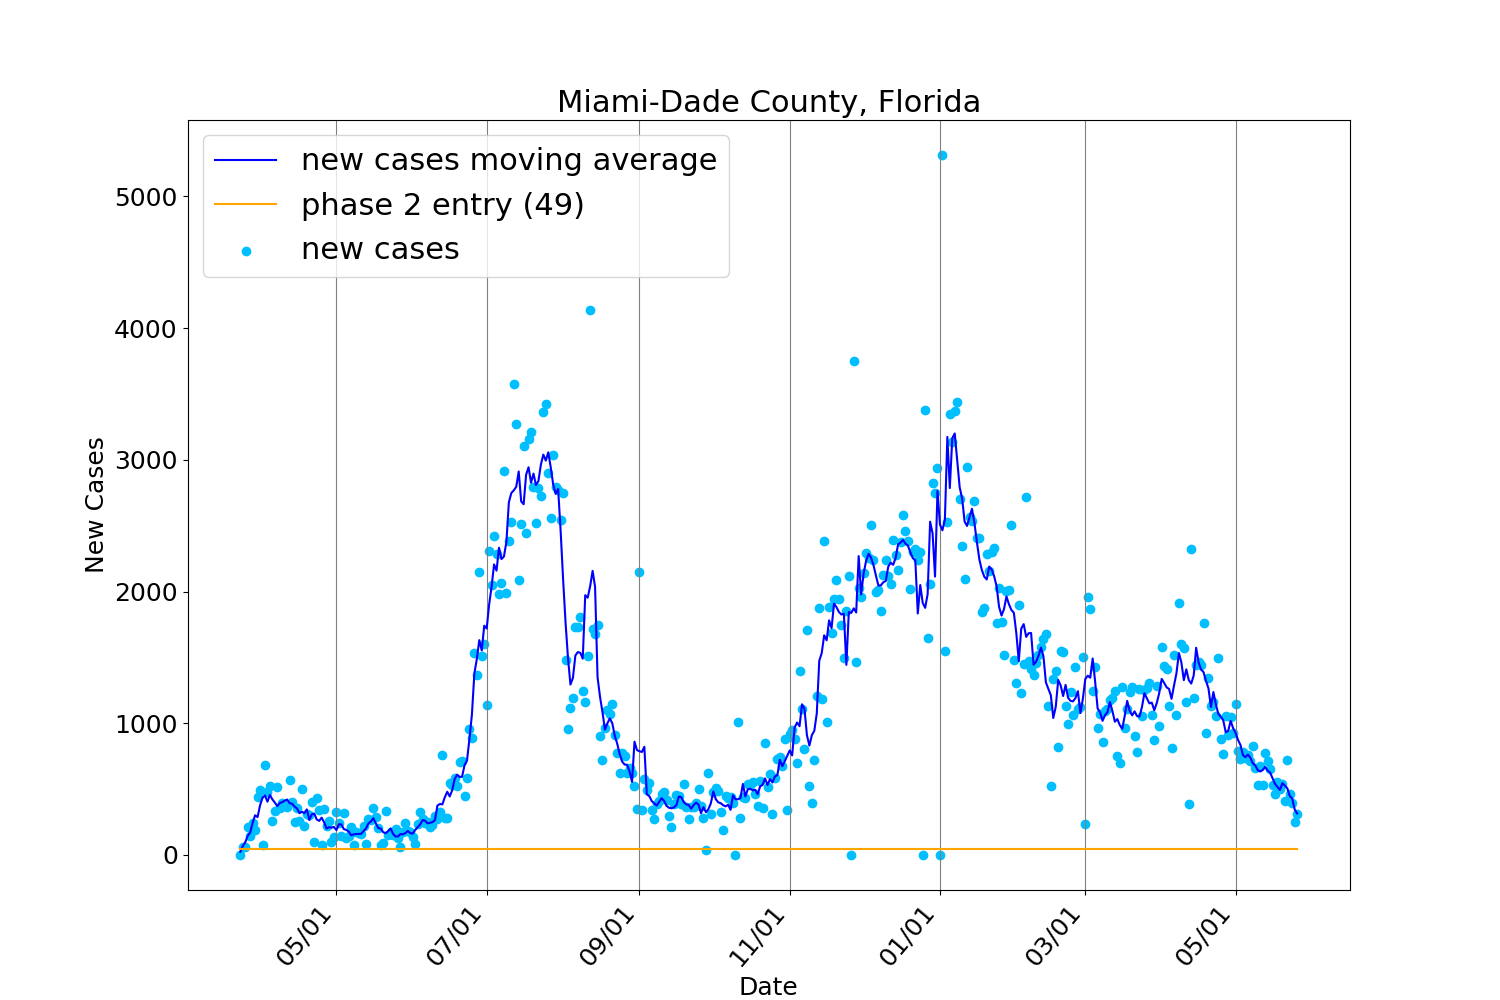 Miami-Dade County, Florida
new cases moving average
phase 2 entry (49)
new cases
5000
4000
3000
2000
1000
0
New Cases
05/01
07/01
09/01
11/01
01/01
03/01
05/01
Date